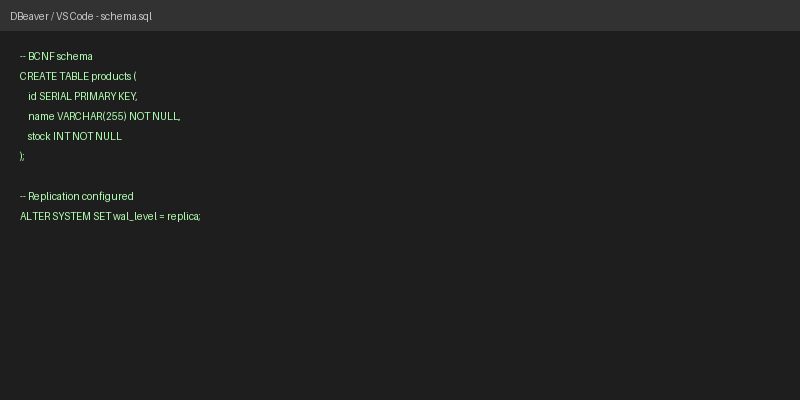 DBeaver / VS Code - schema.sql
-- BCNF schema
CREATE TABLE products (
    id SERIAL PRIMARY KEY,
    name VARCHAR(255) NOT NULL,
    stock INT NOT NULL
);
-- Replication configured
ALTER SYSTEM SET wal_level = replica;